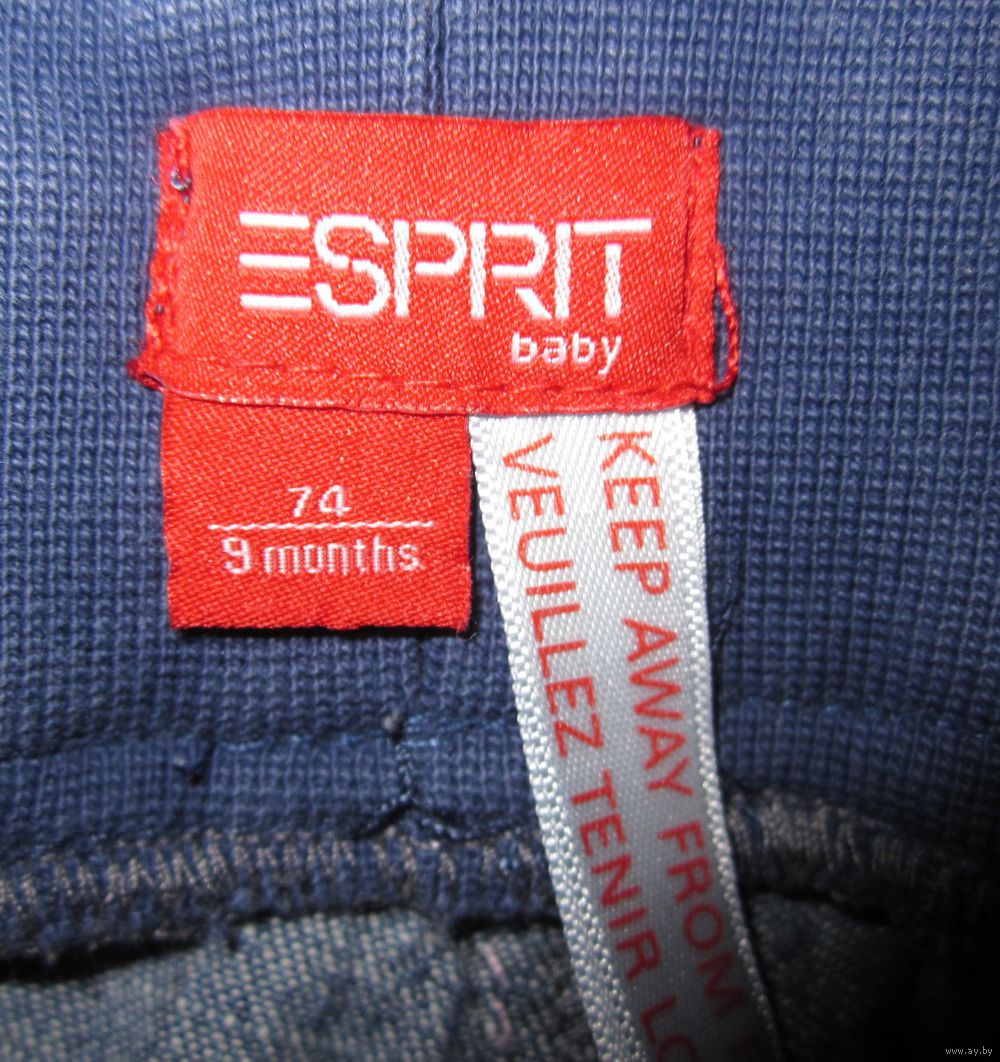 ESPRIT
baby
74
9 months
KEEP AWAY FROM
VEUILLEZ TENIR
www.ay.by